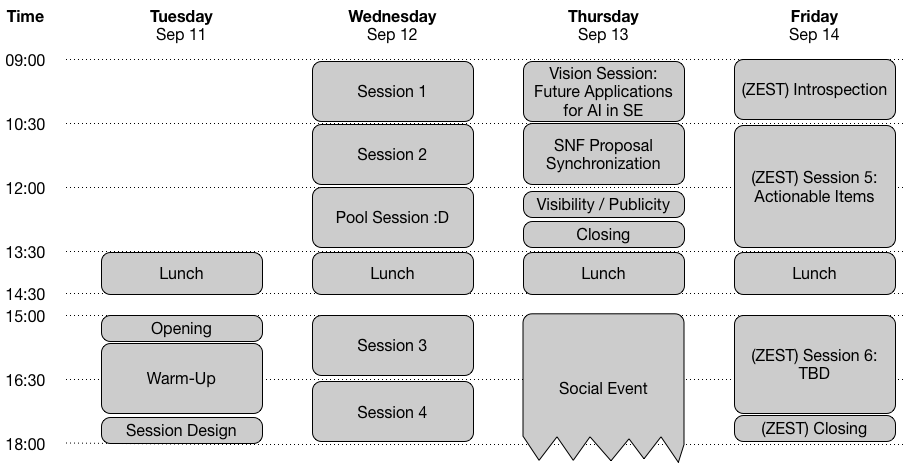 Time
Tuesday
Sep 11
Wednesday
Sep 12
Thursday
Sep 13
Friday
Sep 14
09:00
Session 1
Vision Session:
Future Applications
for AI in SE
(ZEST) Introspection
10:30
Session 2
SNF Proposal
Synchronization
(ZEST) Session 5:
Actionable Items
12:00
Pool Session :D
Visibility / Publicity
Closing
13:30
Lunch
Lunch
Lunch
Lunch
14:30
15:00
Opening
Warm-Up
Session Design
Session 3
Session 4
Social Event
(ZEST) Session 6:
TBD
(ZEST) Closing
16:30
18:00